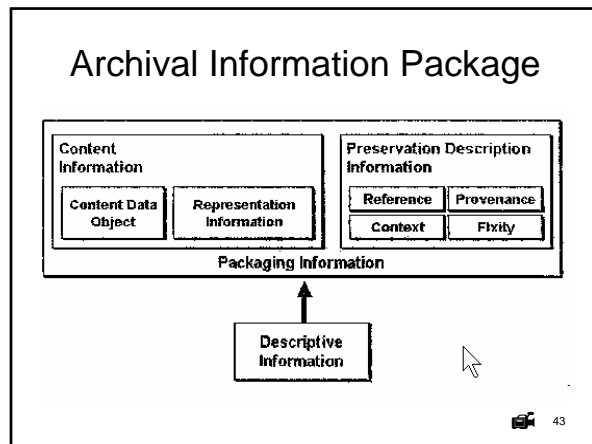 Archival Information Package
Content
Information
Content Data
Object
Representation
Information
Preservation Description
Information
Reference
Provenance
Context
Fixity
Packaging Information
Descriptive
Information
43